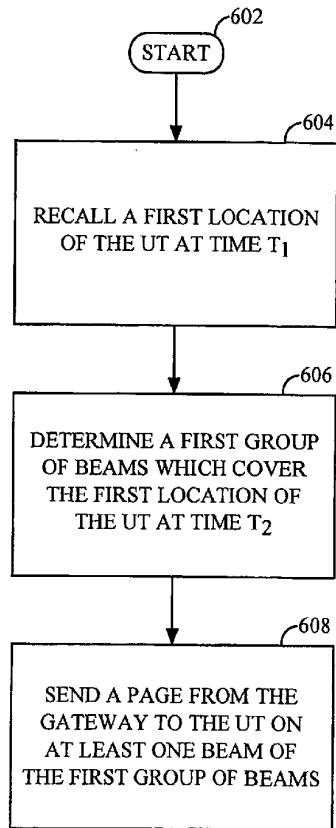 602
START
604
RECALL A FIRST LOCATION
OF THE UT AT TIME T1
606
DETERMINE A FIRST GROUP
OF BEAMS WHICH COVER
THE FIRST LOCATION OF
THE UT AT TIME T2
608
SEND A PAGE FROM THE
GATEWAY TO THE UT ON
AT LEAST ONE BEAM OF
THE FIRST GROUP OF BEAMS